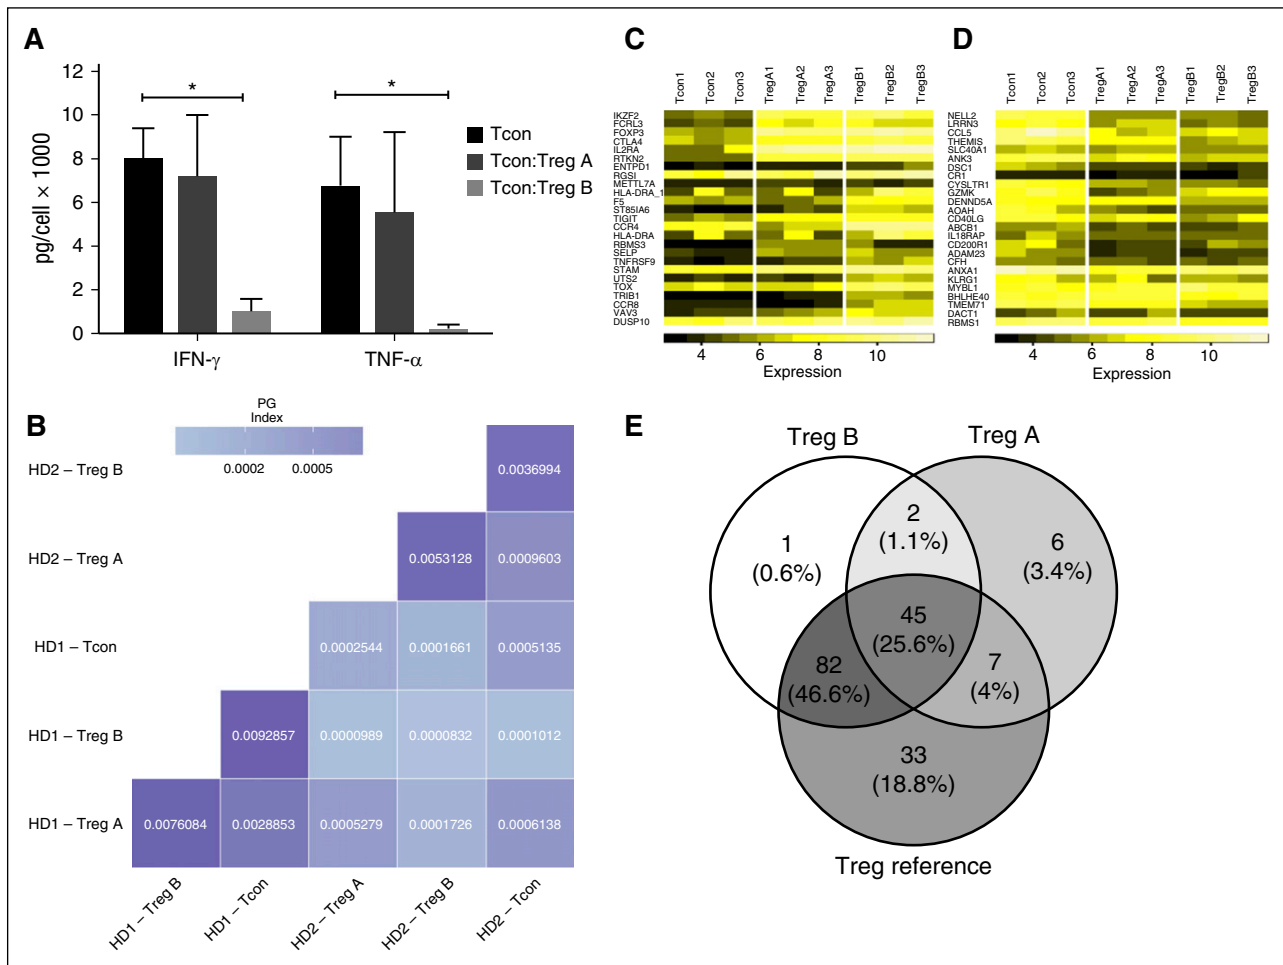 A
12
10
8
6
4
2
0
pg/cell × 1000
*
*
IFN-γ
TNF-α
Tcon
Tcon:Treg A
Tcon:Treg B
B
PG
Index
0.0002
0.0005
HD2 – Treg B
0.0036994
HD2 – Treg A
0.0053128
0.0009603
HD1 – Tcon
0.0002544
0.0001661
0.0005135
HD1 – Treg B
0.0092857
0.0000989
0.0000832
0.0001012
HD1 – Treg A
0.0076084
0.0028853
0.0005279
0.0001726
0.0006138
HD1 – Treg B
HD1 – Tcon
HD2 – Treg A
HD2 – Treg B
HD2 – Tcon
C
Tcon1
Tcon2
Tcon3
TregA1
TregA2
TregA3
TregB1
TregB2
TregB3
IKZF2
FCRL3
FOXP3
CTLA4
IL2RA
RTKN2
ENTPD1
RGSI
METTL7A
HLA-DRA_1
F5
ST85IA6
TIGIT
CCR4
HLA-DRA
RBMS3
SELP
TNFRSF9
STAM
UTS2
TOX
TRIB1
CCR8
VAV3
DUSP10
4
6
8
10
Expression
D
Tcon1
Tcon2
Tcon3
TregA1
TregA2
TregA3
TregB1
TregB2
TregB3
NELL2
LRRN3
CCL5
THEMIS
SLC40A1
ANK3
DSC1
CR1
CYSLTR1
GZMK
DENND5A
AOAH
CD40LG
ABCB1
IL18RAP
CD200R1
ADAM23
CFH
ANXA1
KLRG1
MYBL1
BHLHE40
TMEM71
DACT1
RBMS1
4
6
8
10
Expression
E
Treg B
Treg A
1
(0.6%)
2
(1.1%)
6
(3.4%)
45
(25.6%)
82
(46.6%)
7
(4%)
33
(18.8%)
Treg reference